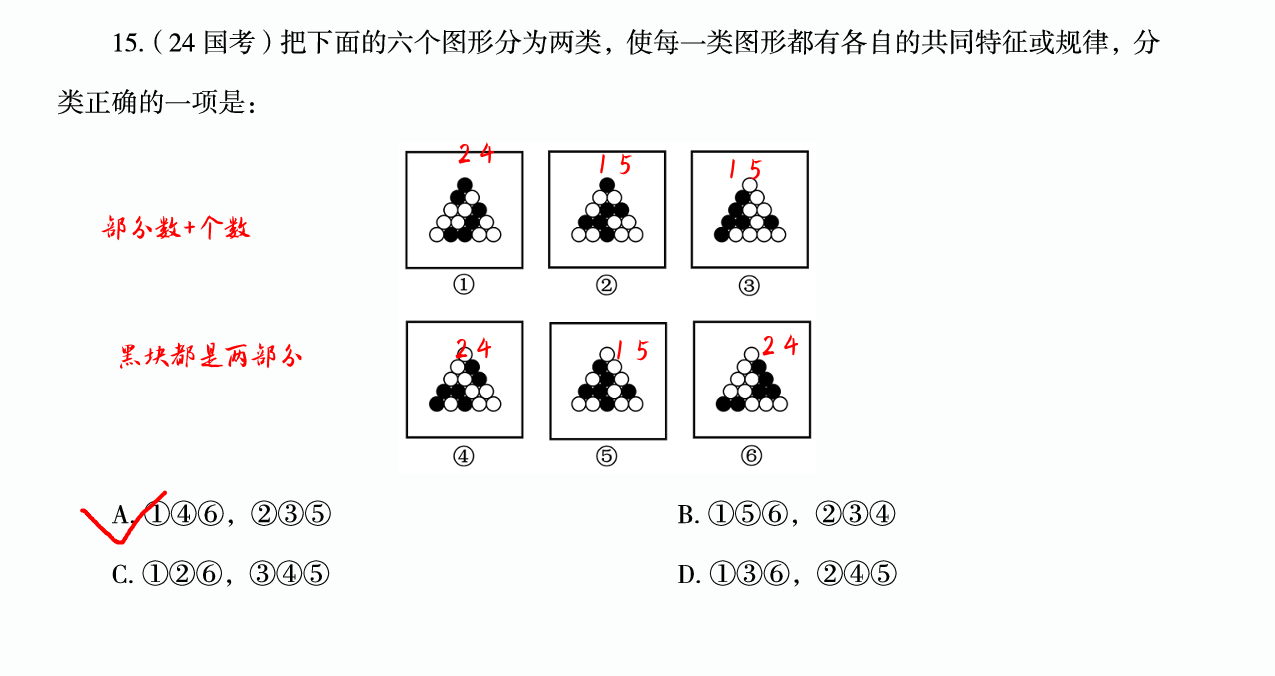 15.（24 国考）把下面的六个图形分为两类，使每一类图形都有各自的共同特征或规律，分
类正确的一项是：
2 4
1 5
1 5
部分数+个数
①
②
③
2 4
1 5
2 4
黑块都是两部分
④
⑤
⑥
A. ①④⑥，②③⑤
B. ①⑤⑥，②③④
C. ①②⑥，③④⑤
D. ①③⑥，②④⑤